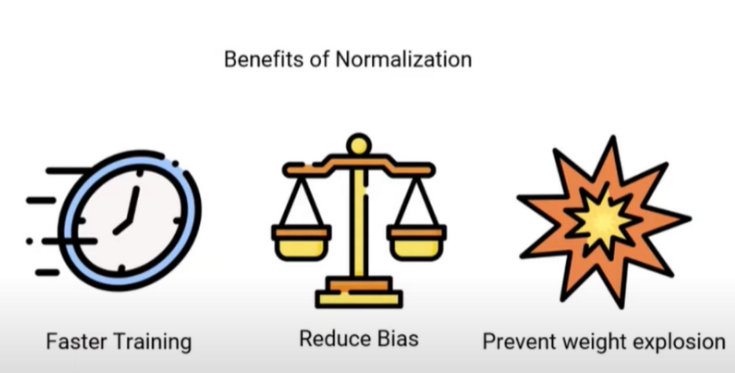 Benefits of Normalization
Faster Training
Reduce Bias
Prevent weight explosion